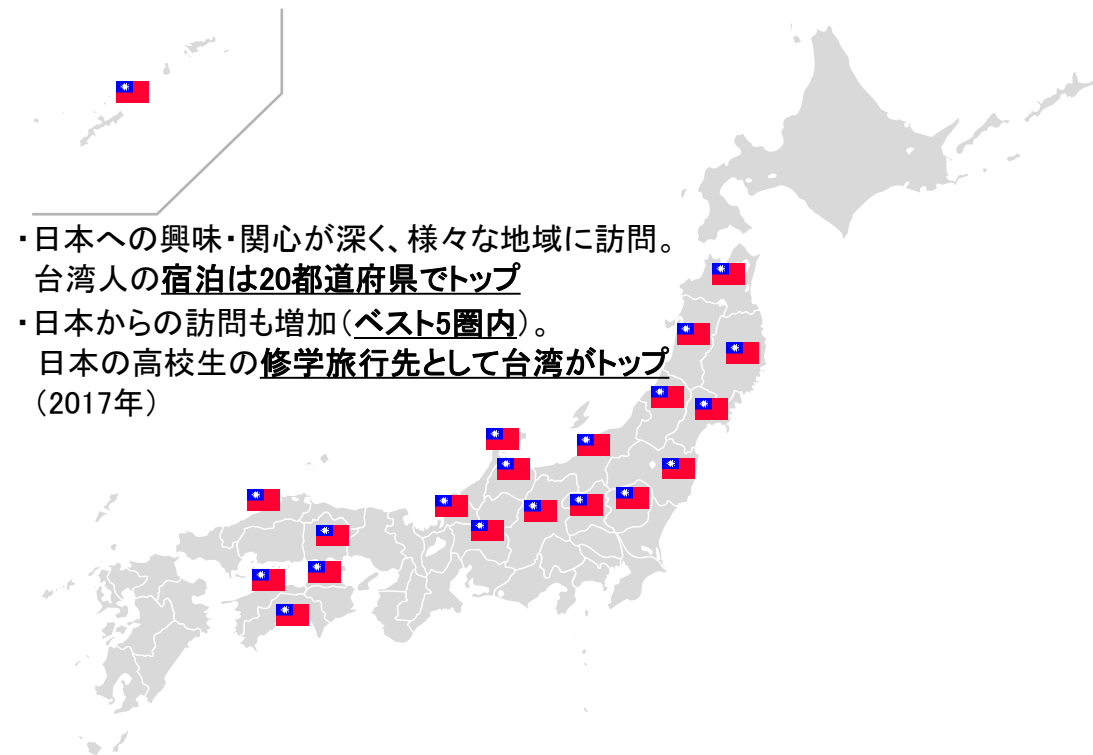 ・日本への興味・関心が深く、様々な地域に訪問。
台湾人の宿泊は20都道府県でトップ
・日本からの訪問も増加（ベスト5圏内）。
日本の高校生の修学旅行先として台湾がトップ
（2017年）